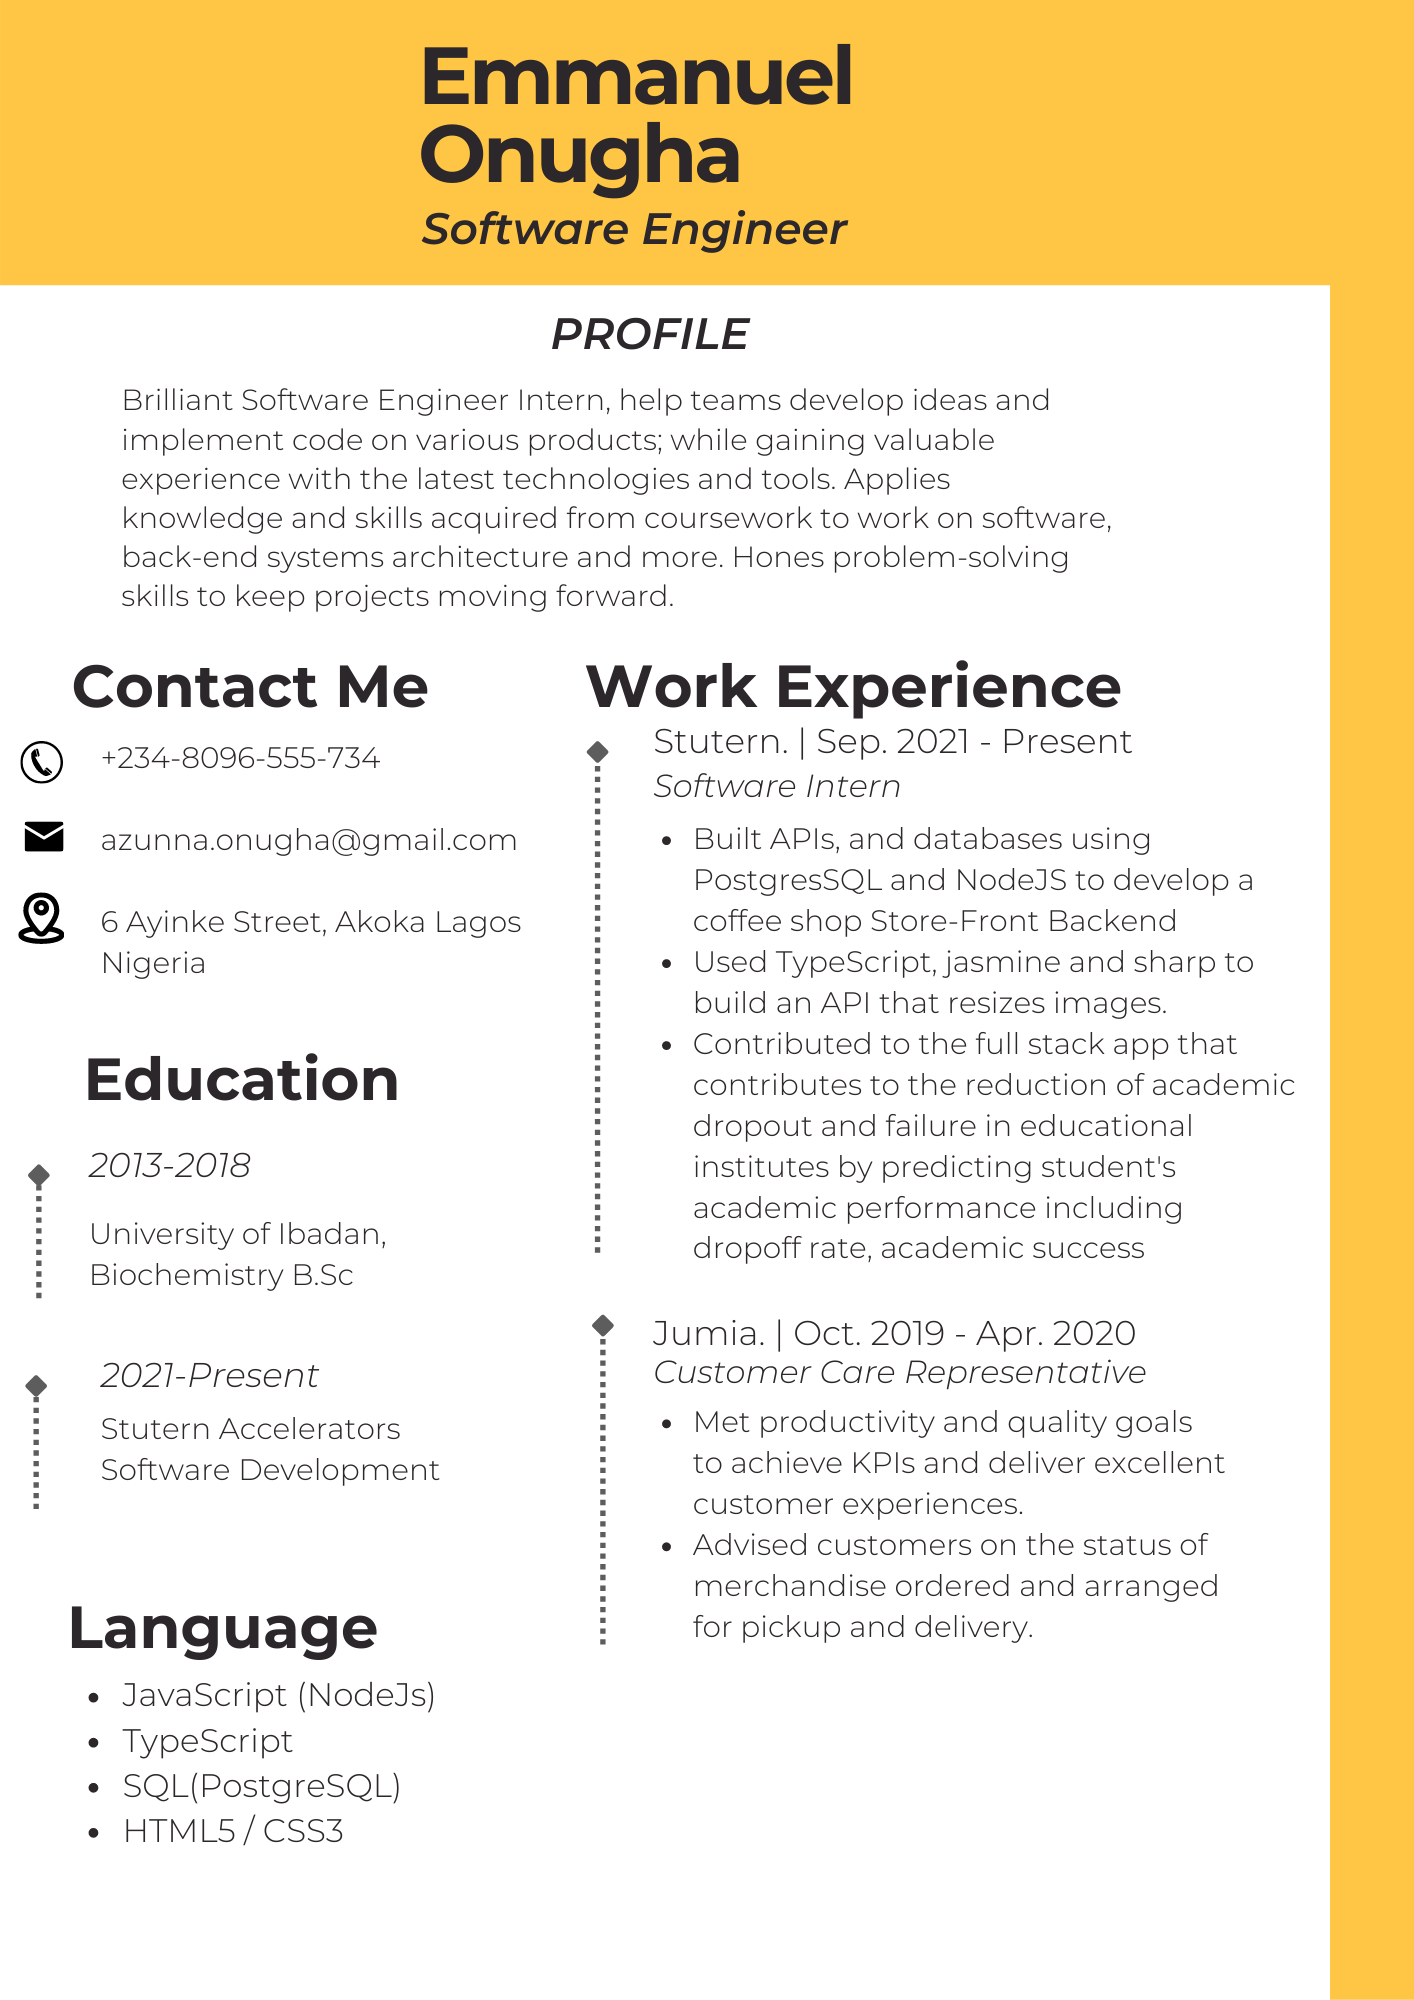 Emmanuel
Onugha
Software Engineer
PROFILE
Brilliant Software Engineer Intern, help teams develop ideas and
implement code on various products; while gaining valuable
experience with the latest technologies and tools. Applies
knowledge and skills acquired from coursework to work on software,
back-end systems architecture and more. Hones problem-solving
skills to keep projects moving forward.
Contact Me
+234-8096-555-734
azunna.onugha@gmail.com
6 Ayinke Street, Akoka Lagos
Nigeria
Education
2013-2018
University of Ibadan,
Biochemistry B.Sc
2021-Present
Stutern Accelerators
Software Development
Language
• JavaScript (NodeJs)
• TypeScript
• SQL(PostgreSQL)
• HTML5 / CSS3
Work Experience
Stutern. | Sep. 2021 - Present
Software Intern
• Built APIs, and databases using
PostgresSQL and NodeJS to develop a
coffee shop Store-Front Backend
• Used TypeScript, jasmine and sharp to
build an API that resizes images.
• Contributed to the full stack app that
contributes to the reduction of academic
dropout and failure in educational
institutes by predicting student's
academic performance including
dropoff rate, academic success
Jumia. | Oct. 2019 - Apr. 2020
Customer Care Representative
• Met productivity and quality goals
to achieve KPIs and deliver excellent
customer experiences.
• Advised customers on the status of
merchandise ordered and arranged
for pickup and delivery.